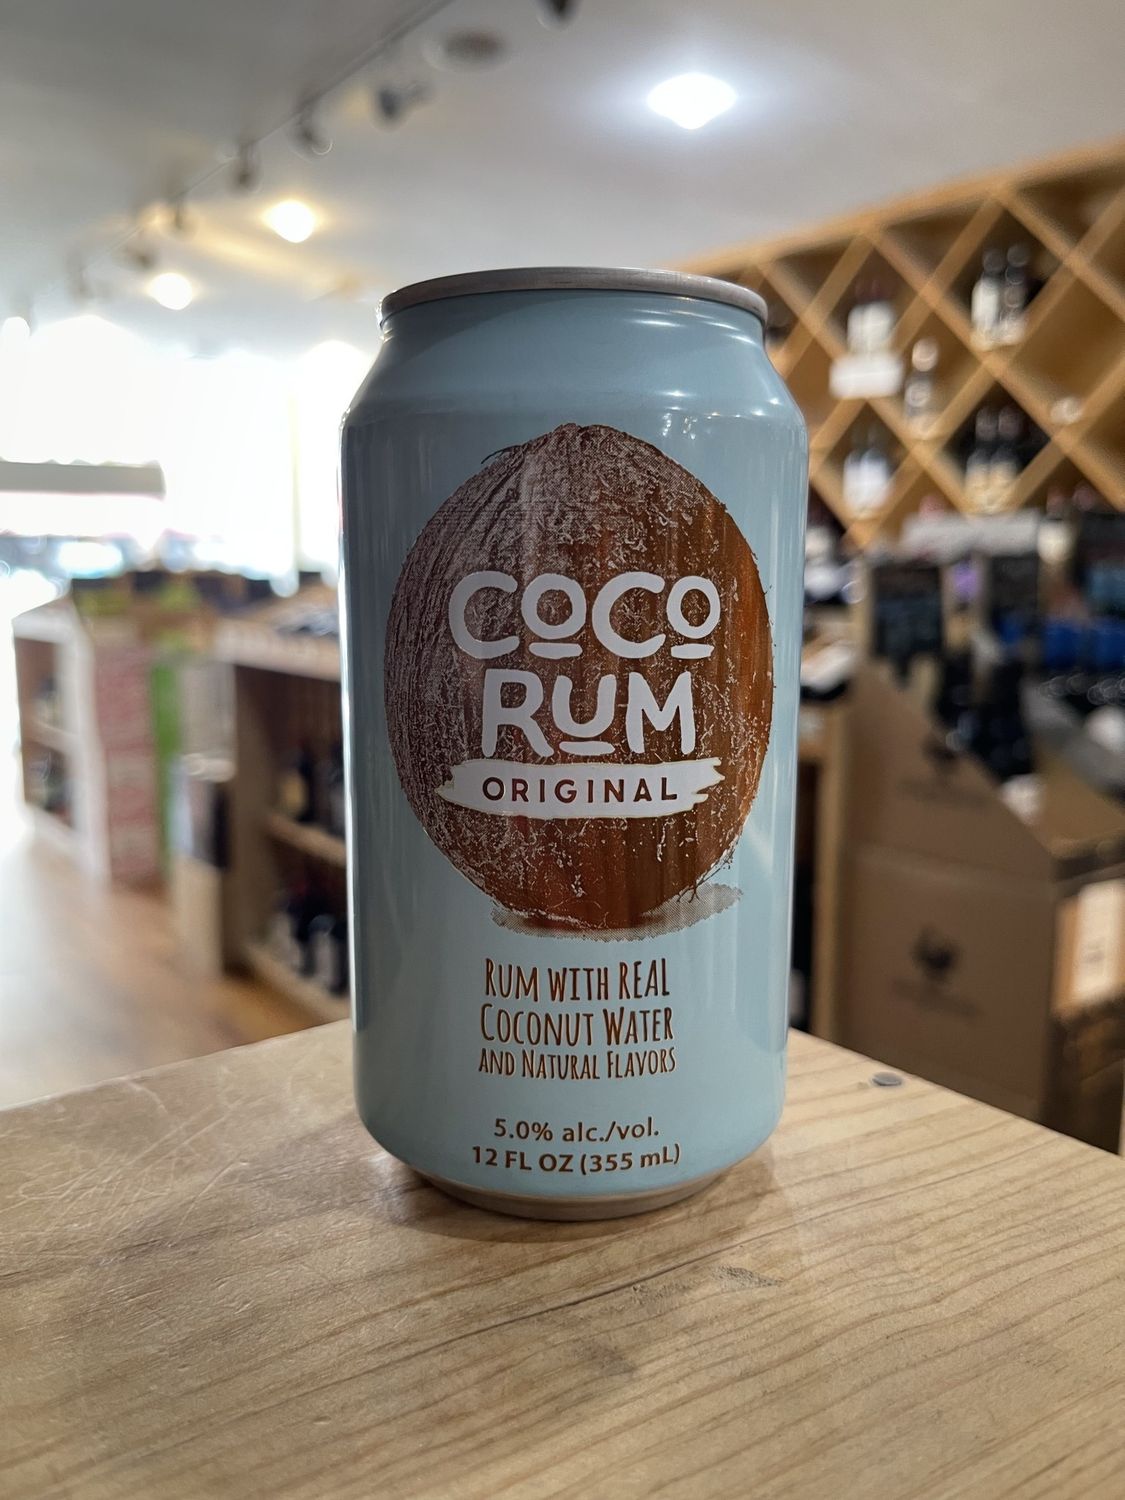 COCO
RUM
ORIGINAL
RUM WITH REAL
COCONUT WATER
AND NATURAL FLAVORS
5.0% alc./vol.
12 FL OZ (355 mL)